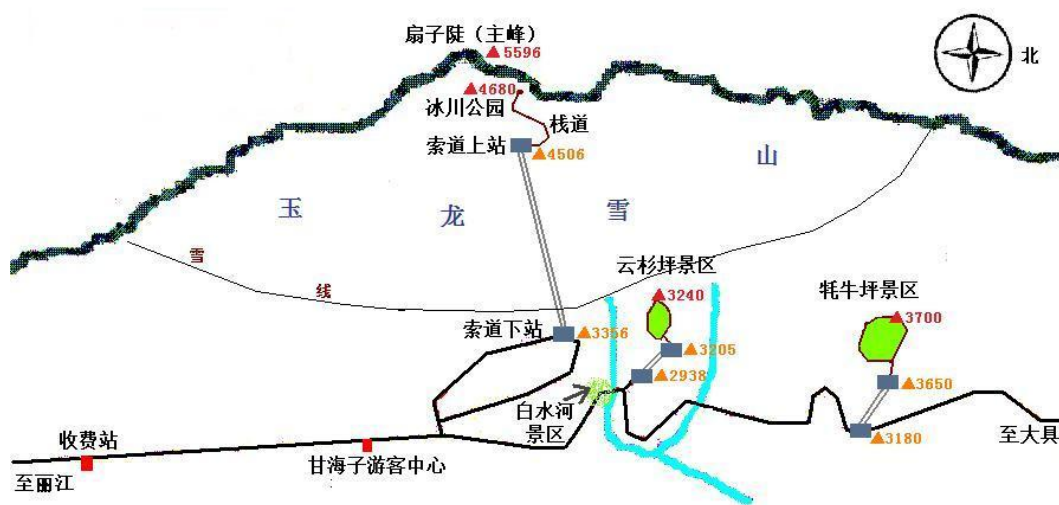 扇子陡（主峰）
▲5596
北
▲4680
冰川公园
栈道
索道上站
▲4506
山
玉
龙
雪
雪
线
云杉坪景区
▲3240
牦牛坪景区
▲3700
索道下站
▲3356
▲3205
▲2938
▲3650
白水河
景区
▲3180
收费站
至大具
至丽江
甘海子游客中心